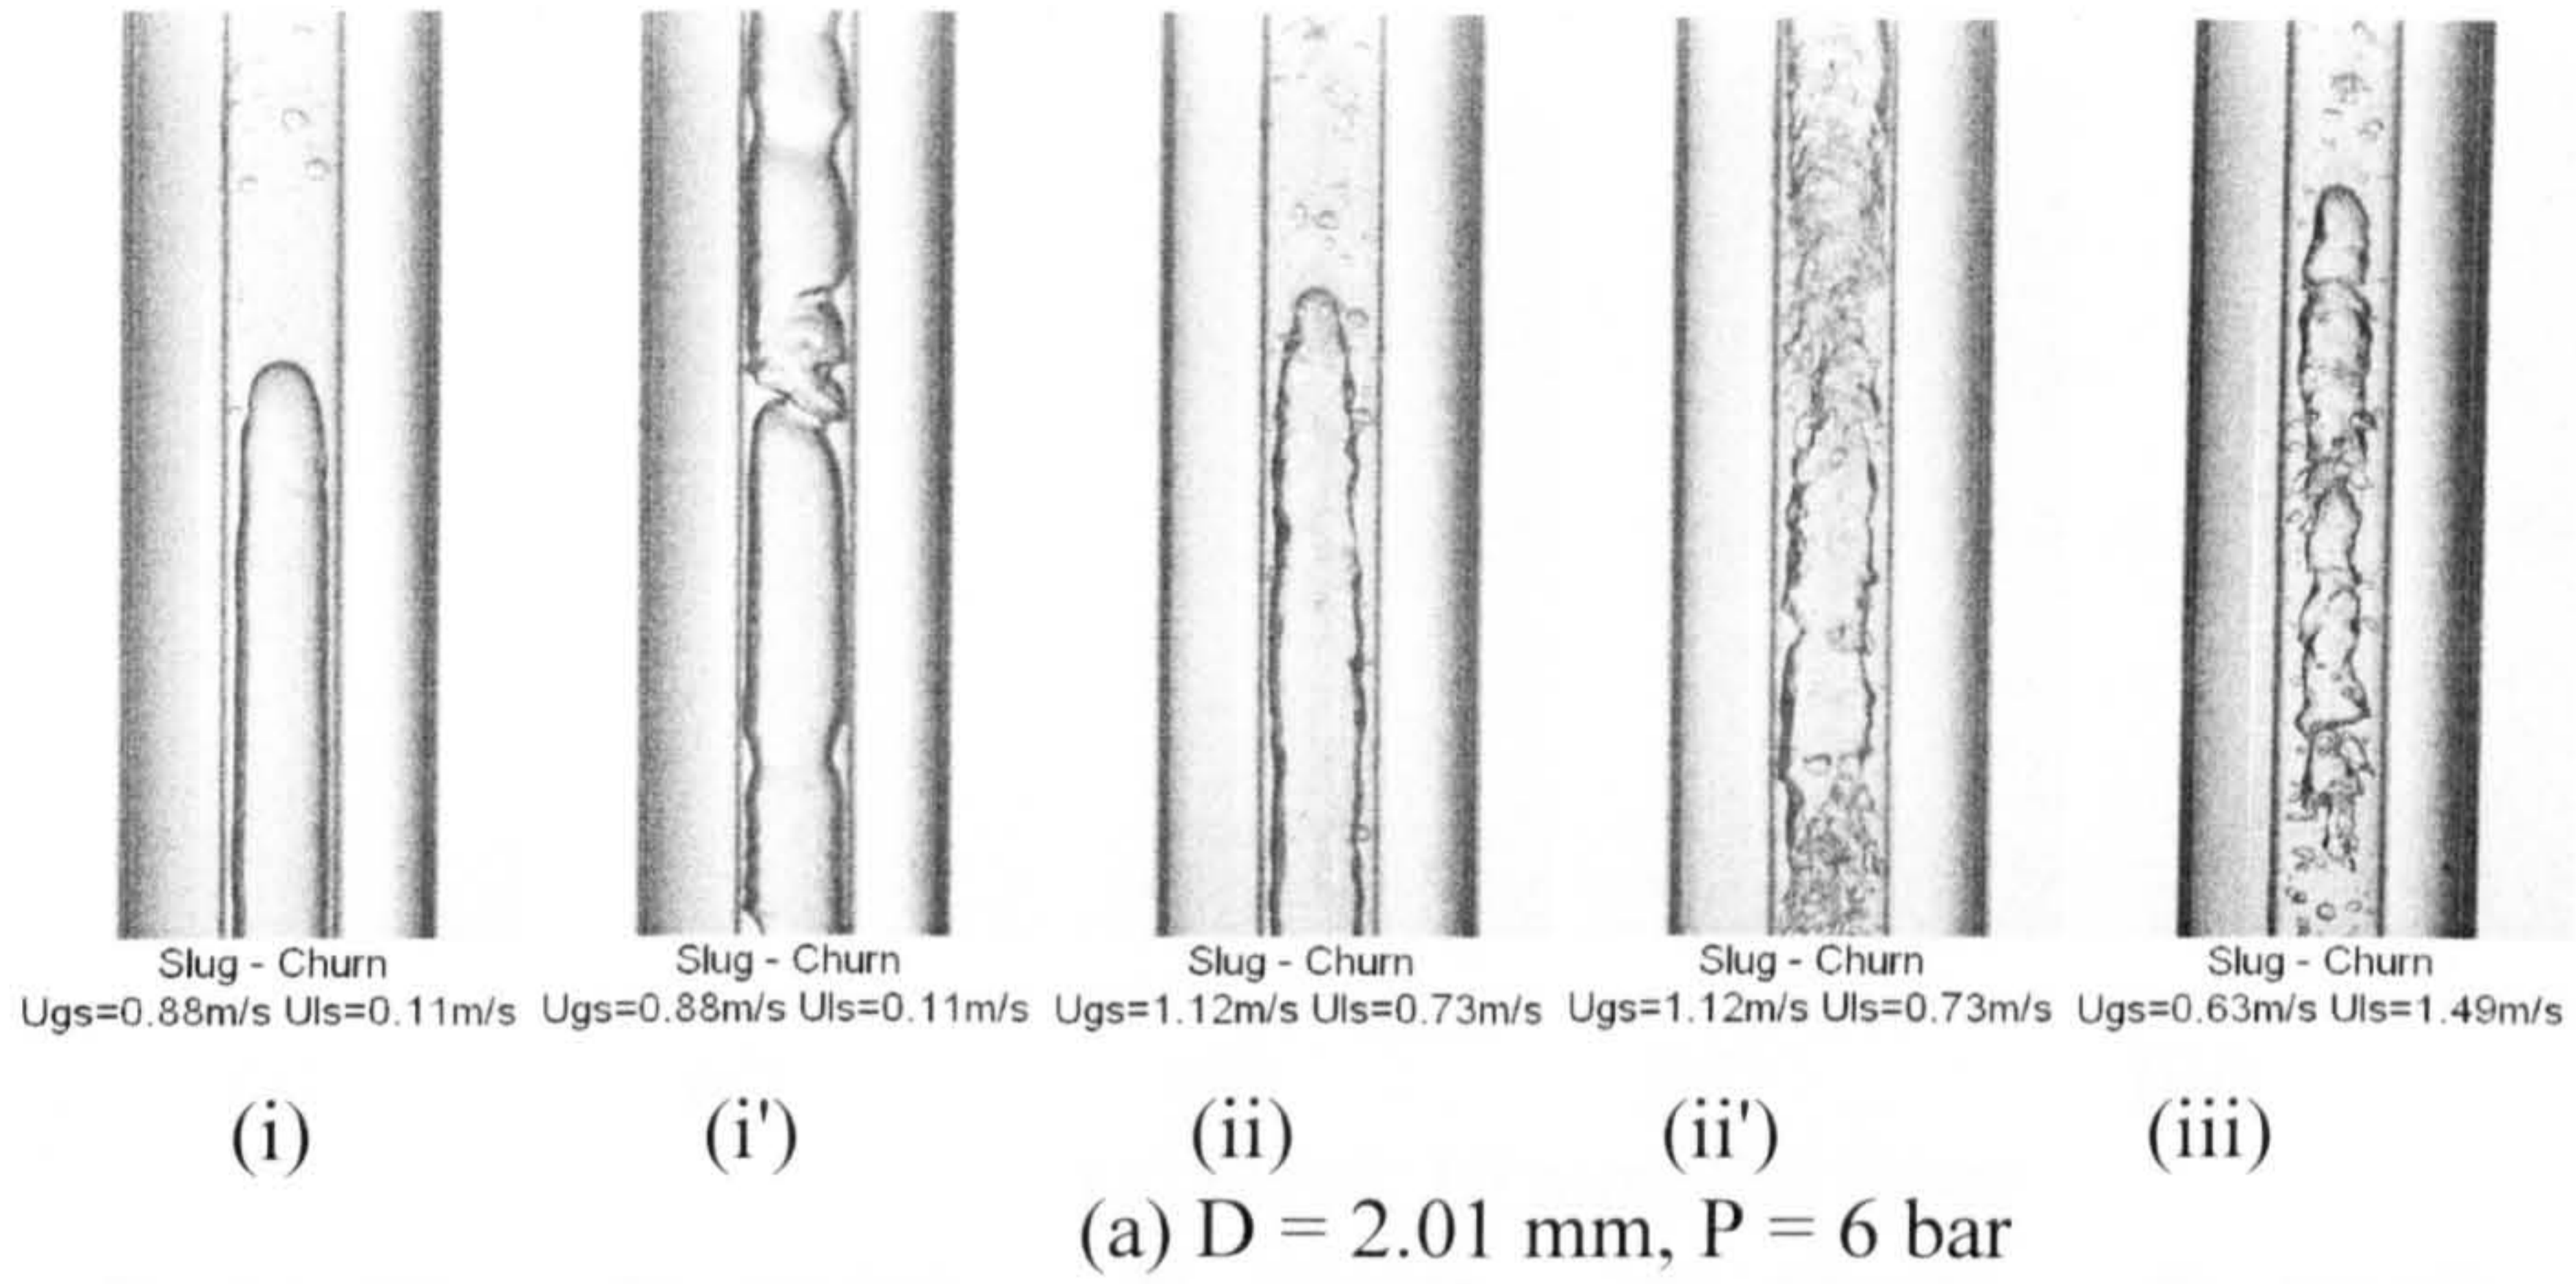 Slug - Churn Slug - Churn Slug - Churn Slug - Churn Slug - Churn
Ugs=0.88m/s Uls=0.11m/s Ugs=0.88m/s Uls=0.11m/s Ugs=1.12m/s Uls=0.73m/s Ugs=1.12m/s Uls=0.73m/s Ugs=0.63m/s Uls=1.49m/s
(i) (i') (ii) (ii') (iii)
(a) D = 2.01 mm, P = 6 bar